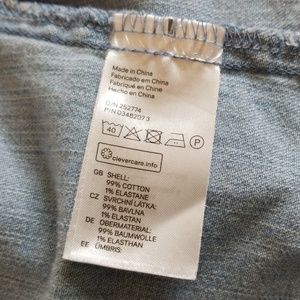 Made in China
Fabricado em China
Fabriqué en Chine
Hecho en China
O/N 252774
P/N 03482073
40 P
clevercare.info
GB SHELL:
99% COTTON
1% ELASTANE
CZ SVRCHNÍ LÁTKA:
99% BAVLNA
1% ELASTAN
DE OBERMATERIAL:
99% BAUMWOLLE
1% ELASTHAN
EE ÜMBRIS: